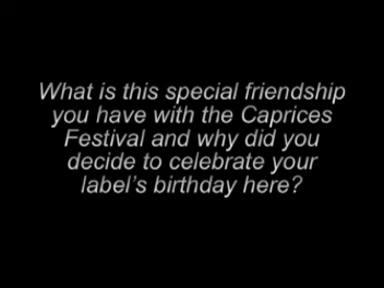 What is this special friendship
you have with the Caprices
Festival and why did you
decide to celebrate your
label's birthday here?